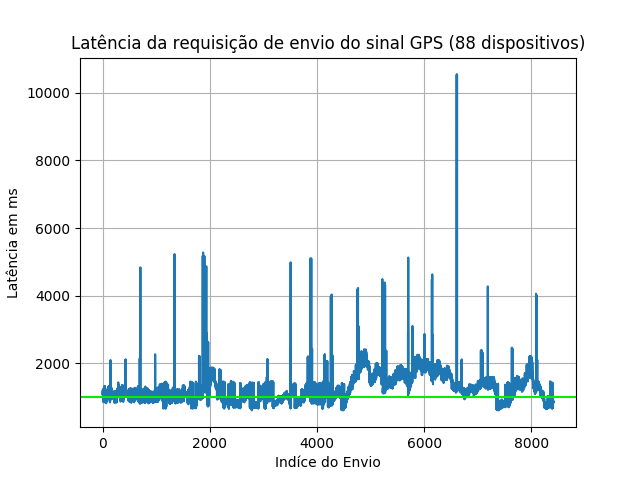 Latência da requisição de envio do sinal GPS (88 dispositivos)
10000
8000
6000
4000
2000
Latência em ms
0 2000 4000 6000 8000
Indíce do Envio